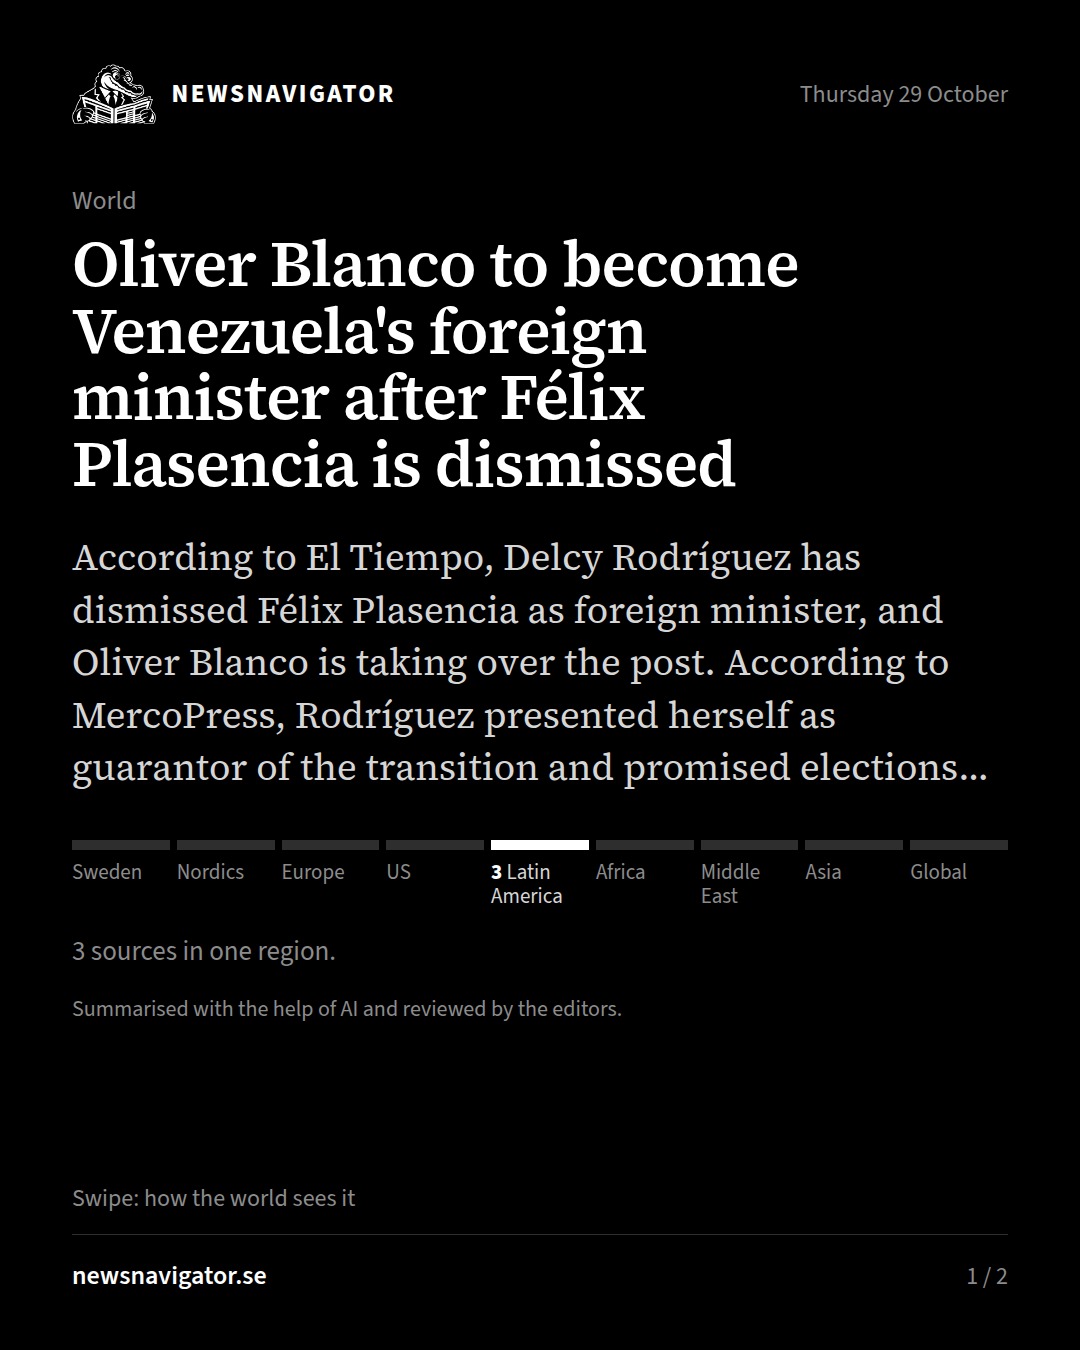 NEWSNAVIGATOR
Thursday 29 October
World
Oliver Blanco to become
Venezuela's foreign
minister after Félix
Plasencia is dismissed
According to El Tiempo, Delcy Rodríguez has
dismissed Félix Plasencia as foreign minister, and
Oliver Blanco is taking over the post. According to
MercoPress, Rodríguez presented herself as
guarantor of the transition and promised elections...
Sweden
Nordics
Europe
US
3 Latin
America
Africa
Middle
East
Asia
Global
3 sources in one region.
Summarised with the help of AI and reviewed by the editors.
Swipe: how the world sees it
newsnavigator.se
1 / 2